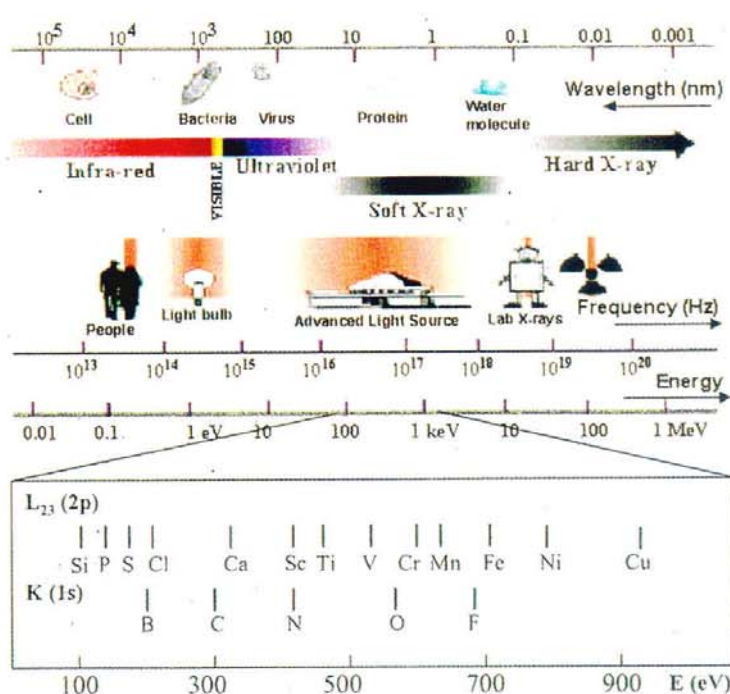 10⁵ 10⁴ 10³ 100 10 1 0.1 0.01 0.001
Wavelength (nm)
Cell Bacteria Virus Protein Water molecule
Infra-red VISIBLE Ultraviolet Hard X-ray
Soft X-ray
People Light bulb Advanced Light Source Lab X-rays Frequency (Hz)
10¹³ 10¹⁴ 10¹⁵ 10¹⁶ 10¹⁷ 10¹⁸ 10¹⁹ 10²⁰
Energy
0.01 0.1 1 eV 10 100 1 keV 10 100 1 MeV
L₂₃ (2p)
Si P S Cl Ca Sc Ti V Cr Mn Fe Ni Cu
K (1s)
B C N O F
100 300 500 700 900 E (eV)